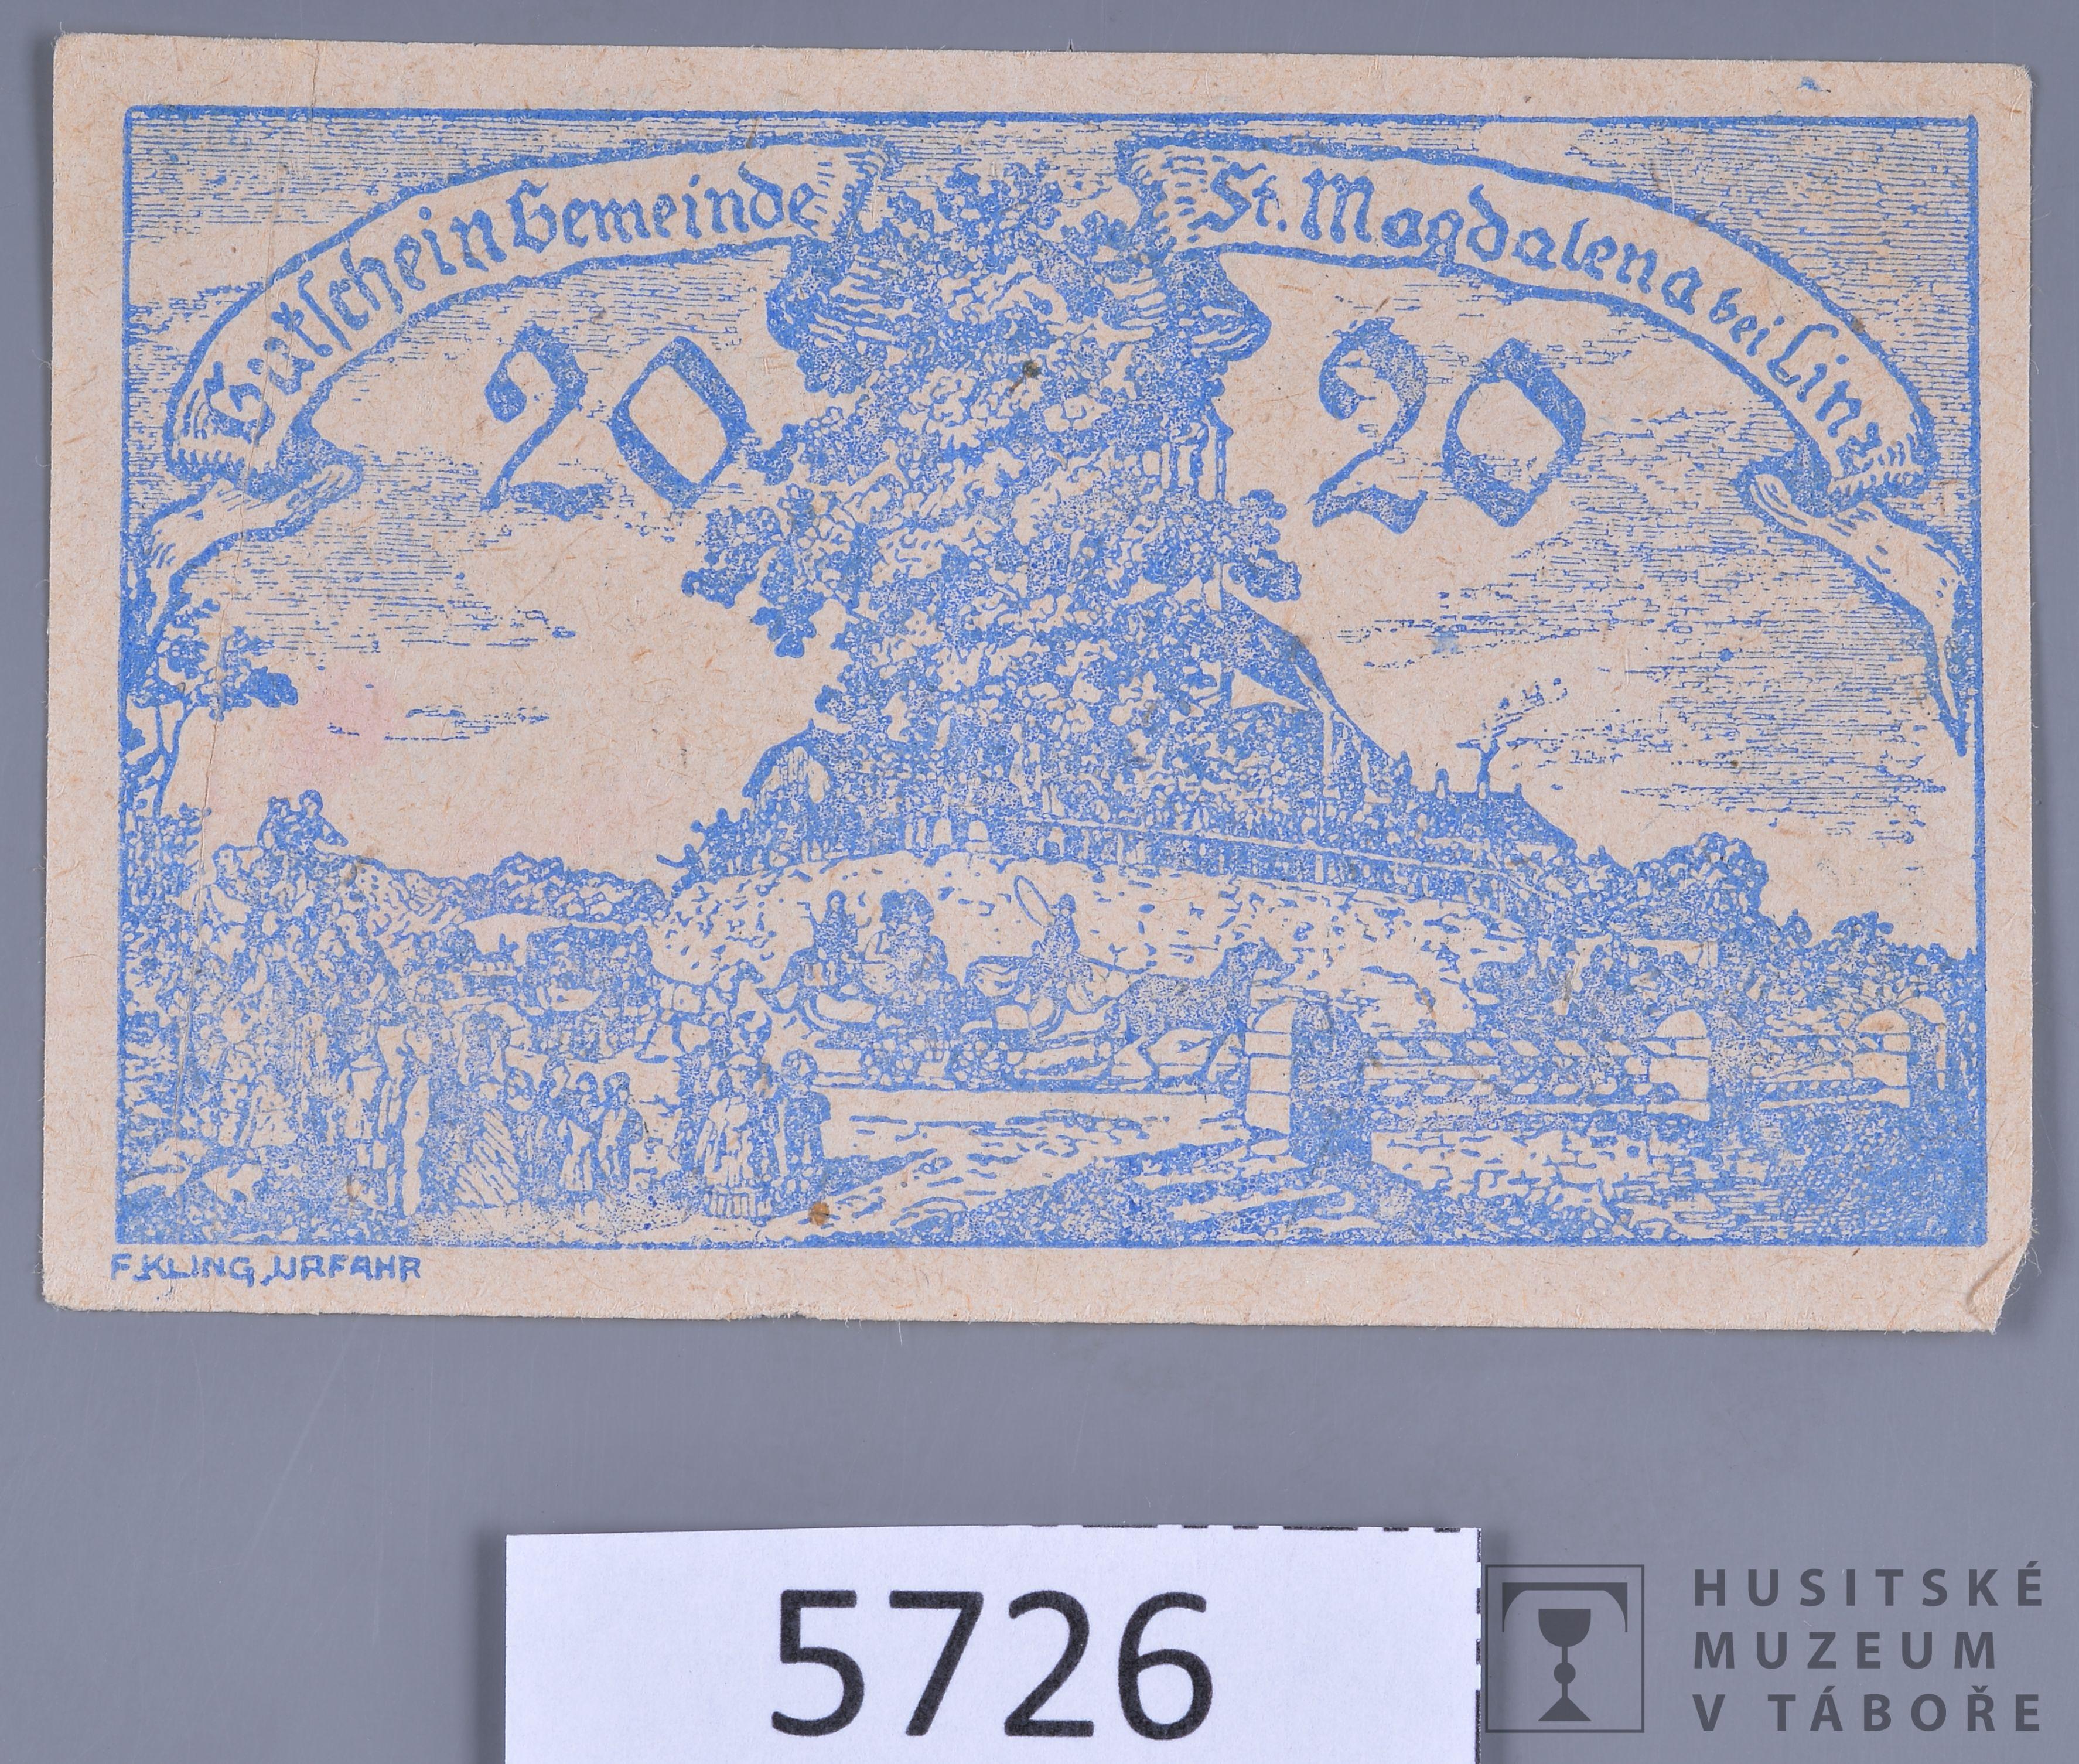 Gutschein Gemeinde St. Magdalena bei Linz
20 20
F. KLING, URFAHR
5726
HUSITSKÉ
MUZEUM
V TÁBOŘE